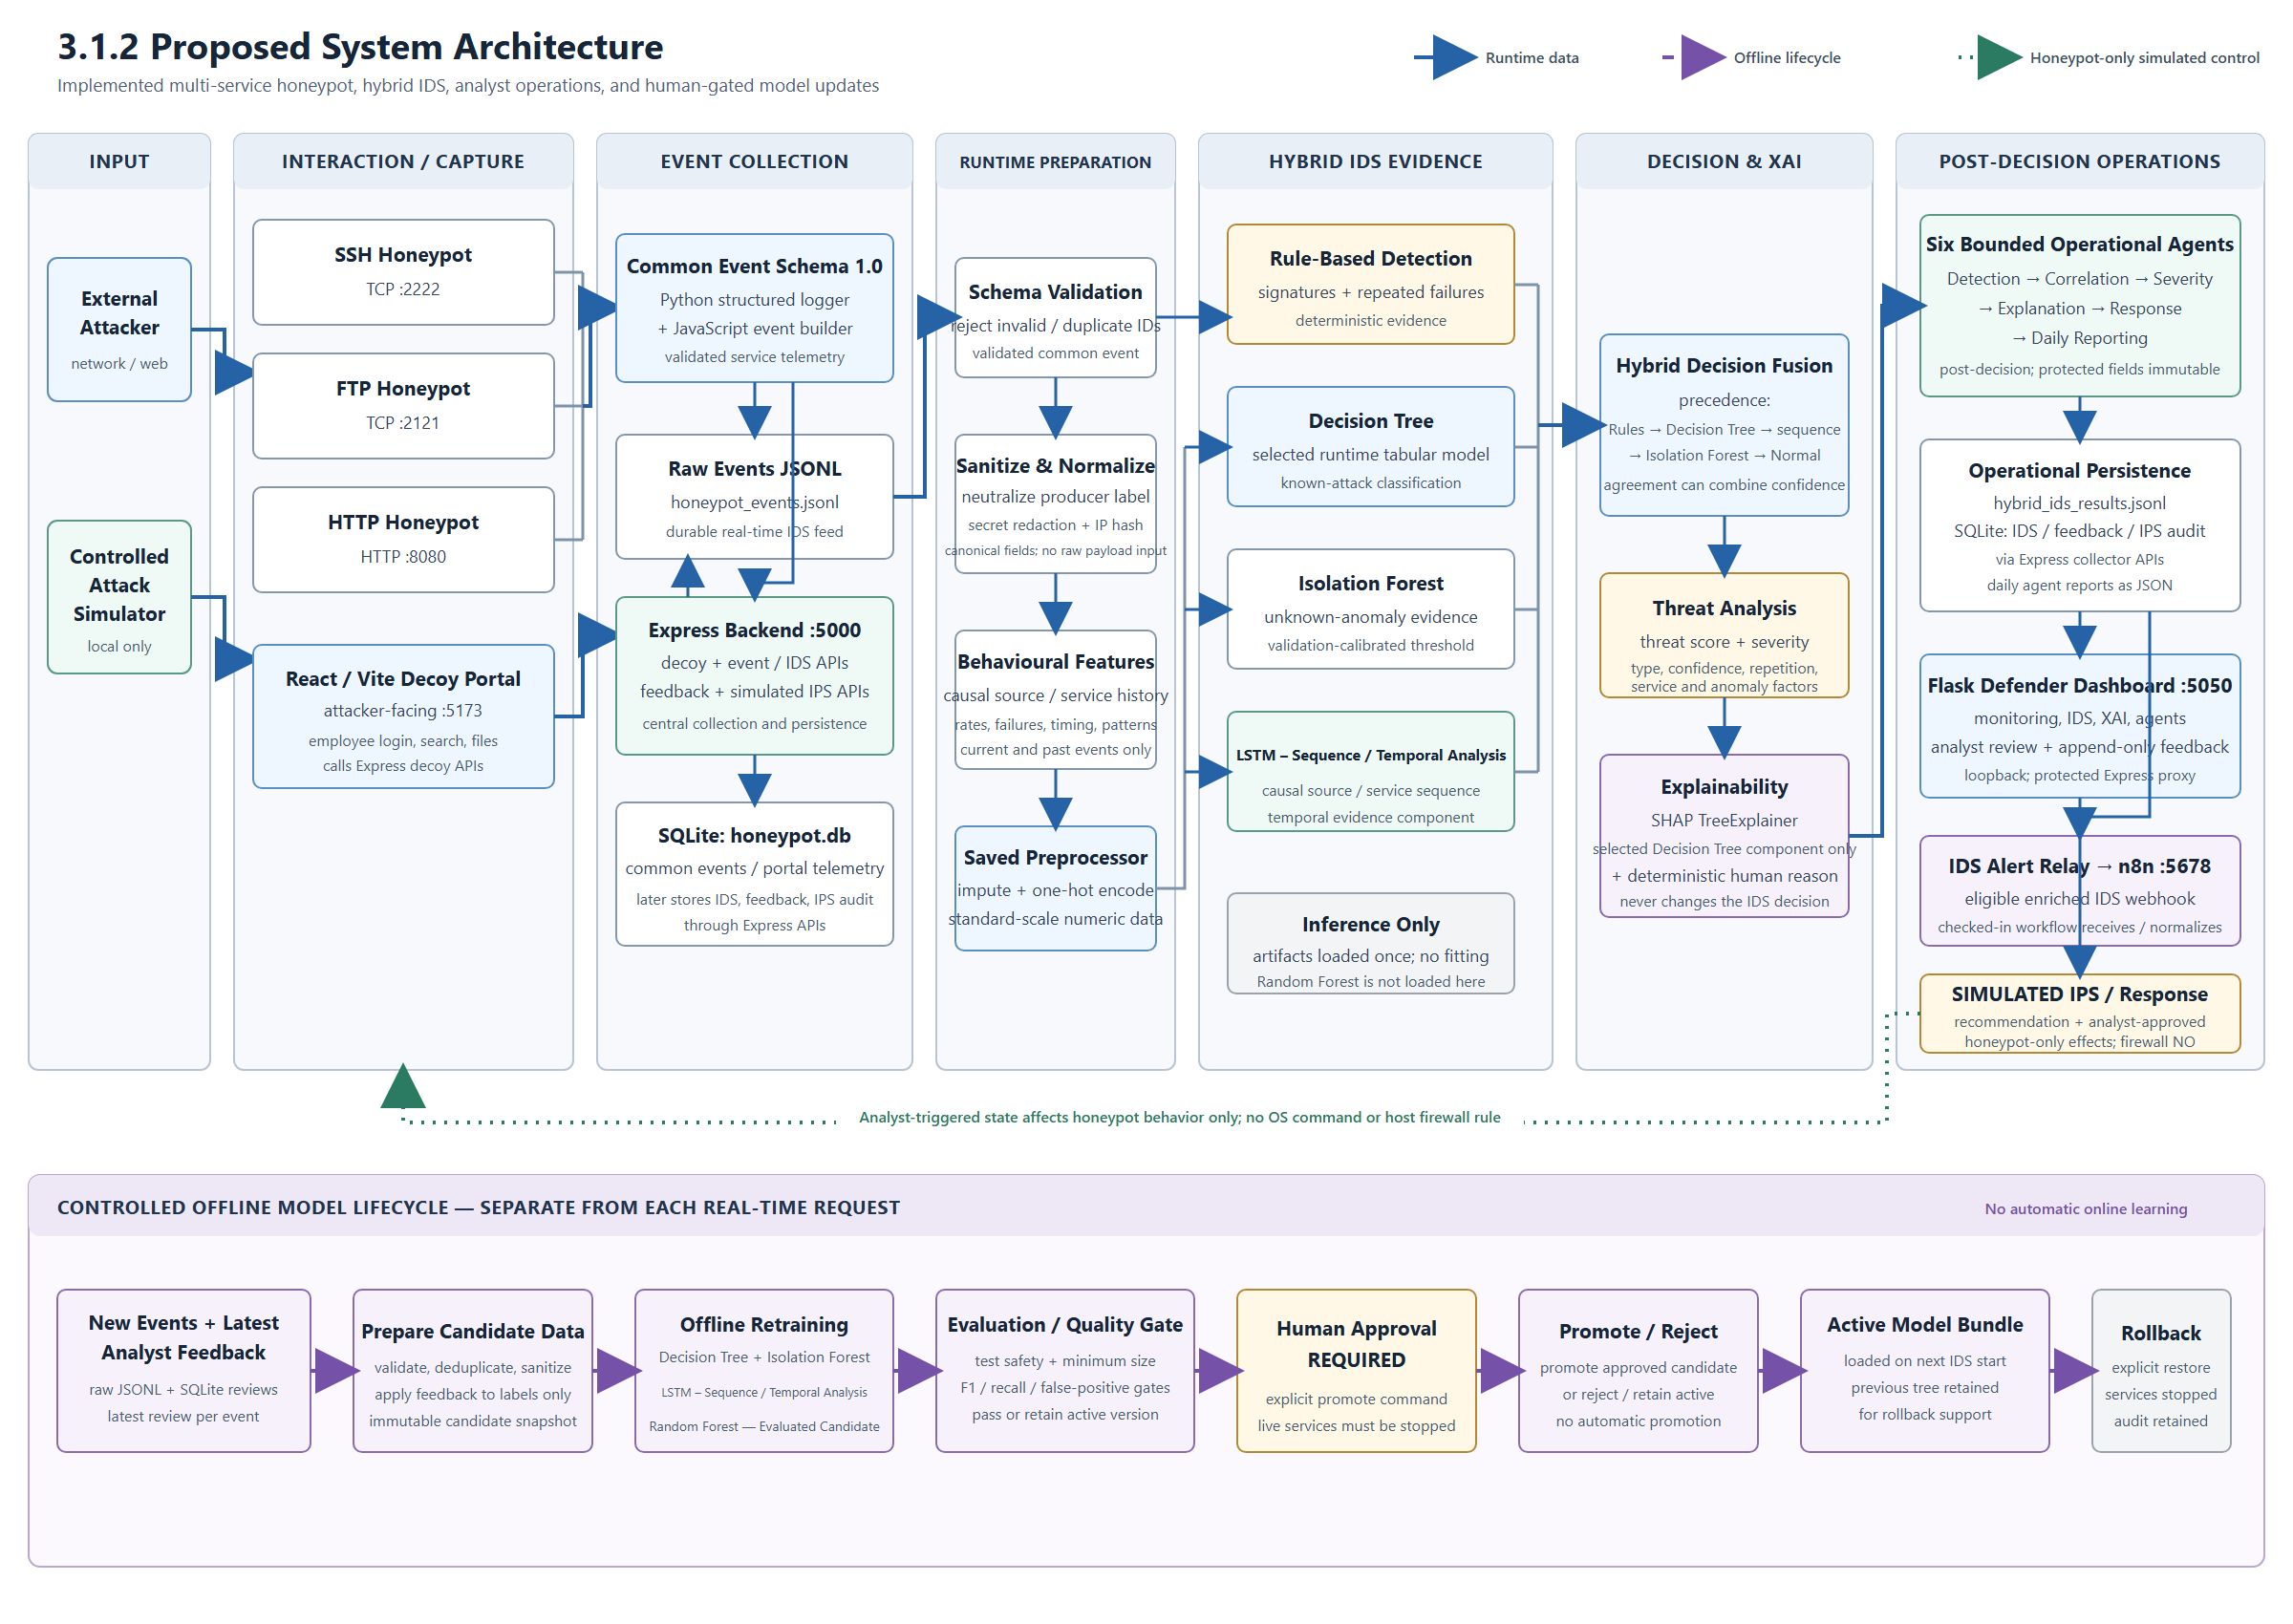 3.1.2 Proposed System Architecture
Implemented multi-service honeypot, hybrid IDS, analyst operations, and human-gated model updates
Runtime data
Offline lifecycle
Honeypot-only simulated control
INPUT
External
Attacker
network / web
Controlled
Attack
Simulator
local only
INTERACTION / CAPTURE
SSH Honeypot
TCP :2222
FTP Honeypot
TCP :2121
HTTP Honeypot
HTTP :8080
React / Vite Decoy Portal
attacker-facing :5173
employee login, search, files
calls Express decoy APIs
EVENT COLLECTION
Common Event Schema 1.0
Python structured logger
+ JavaScript event builder
validated service telemetry
Raw Events JSONL
honeypot_events.jsonl
durable real-time IDS feed
Express Backend :5000
decoy + event / IDS APIs
feedback + simulated IPS APIs
central collection and persistence
SQLite: honeypot.db
common events / portal telemetry
later stores IDS, feedback, IPS audit
through Express APIs
RUNTIME PREPARATION
Schema Validation
reject invalid / duplicate IDs
validated common event
Sanitize & Normalize
neutralize producer label
secret redaction + IP hash
canonical fields; no raw payload input
Behavioural Features
causal source / service history
rates, failures, timing, patterns
current and past events only
Saved Preprocessor
impute + one-hot encode
standard-scale numeric data
HYBRID IDS EVIDENCE
Rule-Based Detection
signatures + repeated failures
deterministic evidence
Decision Tree
selected runtime tabular model
known-attack classification
Isolation Forest
unknown-anomaly evidence
validation-calibrated threshold
LSTM – Sequence / Temporal Analysis
causal source / service sequence
temporal evidence component
Inference Only
artifacts loaded once; no fitting
Random Forest is not loaded here
DECISION & XAI
Hybrid Decision Fusion
precedence:
Rules → Decision Tree → sequence
→ Isolation Forest → Normal
agreement can combine confidence
Threat Analysis
threat score + severity
type, confidence, repetition,
service and anomaly factors
Explainability
SHAP TreeExplainer
selected Decision Tree component only
+ deterministic human reason
never changes the IDS decision
POST-DECISION OPERATIONS
Six Bounded Operational Agents
Detection → Correlation → Severity
→ Explanation → Response
→ Daily Reporting
post-decision; protected fields immutable
Operational Persistence
hybrid_ids_results.jsonl
SQLite: IDS / feedback / IPS audit
via Express collector APIs
daily agent reports as JSON
Flask Defender Dashboard :5050
monitoring, IDS, XAI, agents
analyst review + append-only feedback
loopback; protected Express proxy
IDS Alert Relay → n8n :5678
eligible enriched IDS webhook
checked-in workflow receives / normalizes
SIMULATED IPS / Response
recommendation + analyst-approved
honeypot-only effects; firewall NO
Analyst-triggered state affects honeypot behavior only; no OS command or host firewall rule
CONTROLLED OFFLINE MODEL LIFECYCLE — SEPARATE FROM EACH REAL-TIME REQUEST
No automatic online learning
New Events + Latest
Analyst Feedback
raw JSONL + SQLite reviews
latest review per event
Prepare Candidate Data
validate, deduplicate, sanitize
apply feedback to labels only
immutable candidate snapshot
Offline Retraining
Decision Tree + Isolation Forest
LSTM – Sequence / Temporal Analysis
Random Forest — Evaluated Candidate
Evaluation / Quality Gate
test safety + minimum size
F1 / recall / false-positive gates
pass or retain active version
Human Approval
REQUIRED
explicit promote command
live services must be stopped
Promote / Reject
promote approved candidate
or reject / retain active
no automatic promotion
Active Model Bundle
loaded on next IDS start
previous tree retained
for rollback support
Rollback
explicit restore
services stopped
audit retained